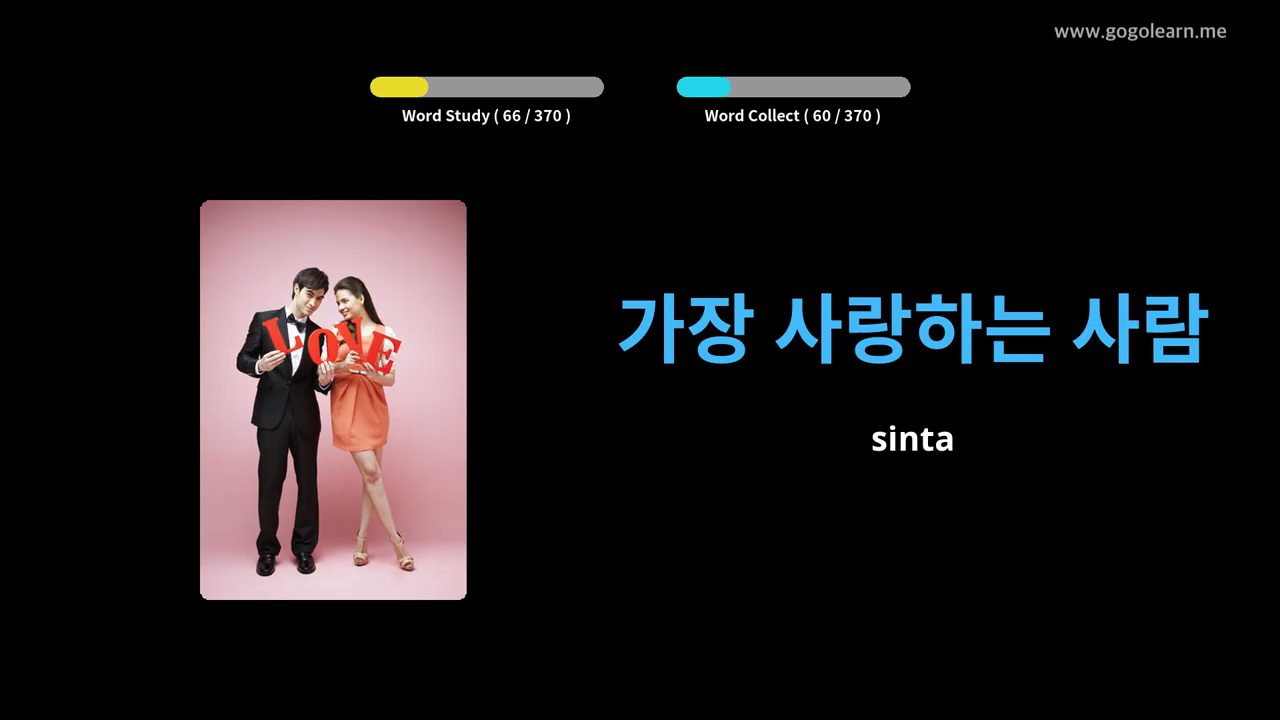 www.gogolearn.me
Word Study ( 66 / 370 )
Word Collect ( 60 / 370 )
LOVE
가장 사랑하는 사람
sinta